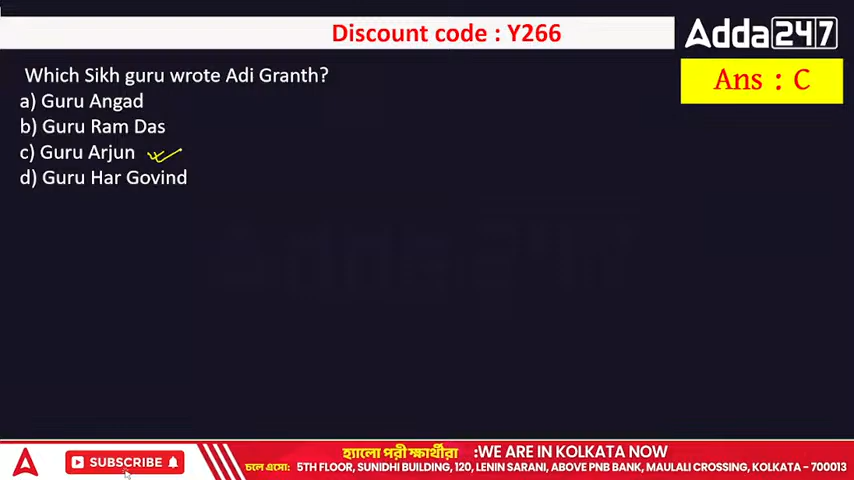 Discount code : Y266
Adda247
Which Sikh guru wrote Adi Granth?
Ans : C
a) Guru Angad
b) Guru Ram Das
c) Guru Arjun
d) Guru Har Govind
SUBSCRIBE
হ্যালো পরীক্ষার্থীরা :WE ARE IN KOLKATA NOW
চলে এসো: 5TH FLOOR, SUNIDHI BUILDING, 120, LENIN SARANI, ABOVE PNB BANK, MAULALI CROSSING, KOLKATA - 700013